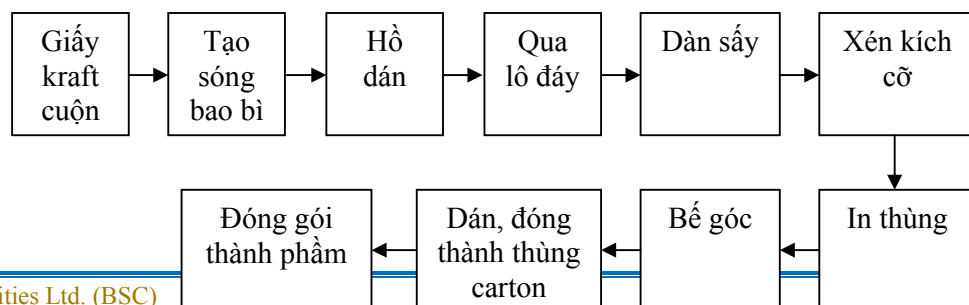 Giấy
kraft
cuộn
Tạo
sóng
bao bì
Hồ
dán
Qua
lô đáy
Dàn sấy
Xén kích
cỡ
In thùng
Bế góc
Dán, đóng
thành thùng
carton
Đóng gói
thành phầm
ities Ltd. (BSC)